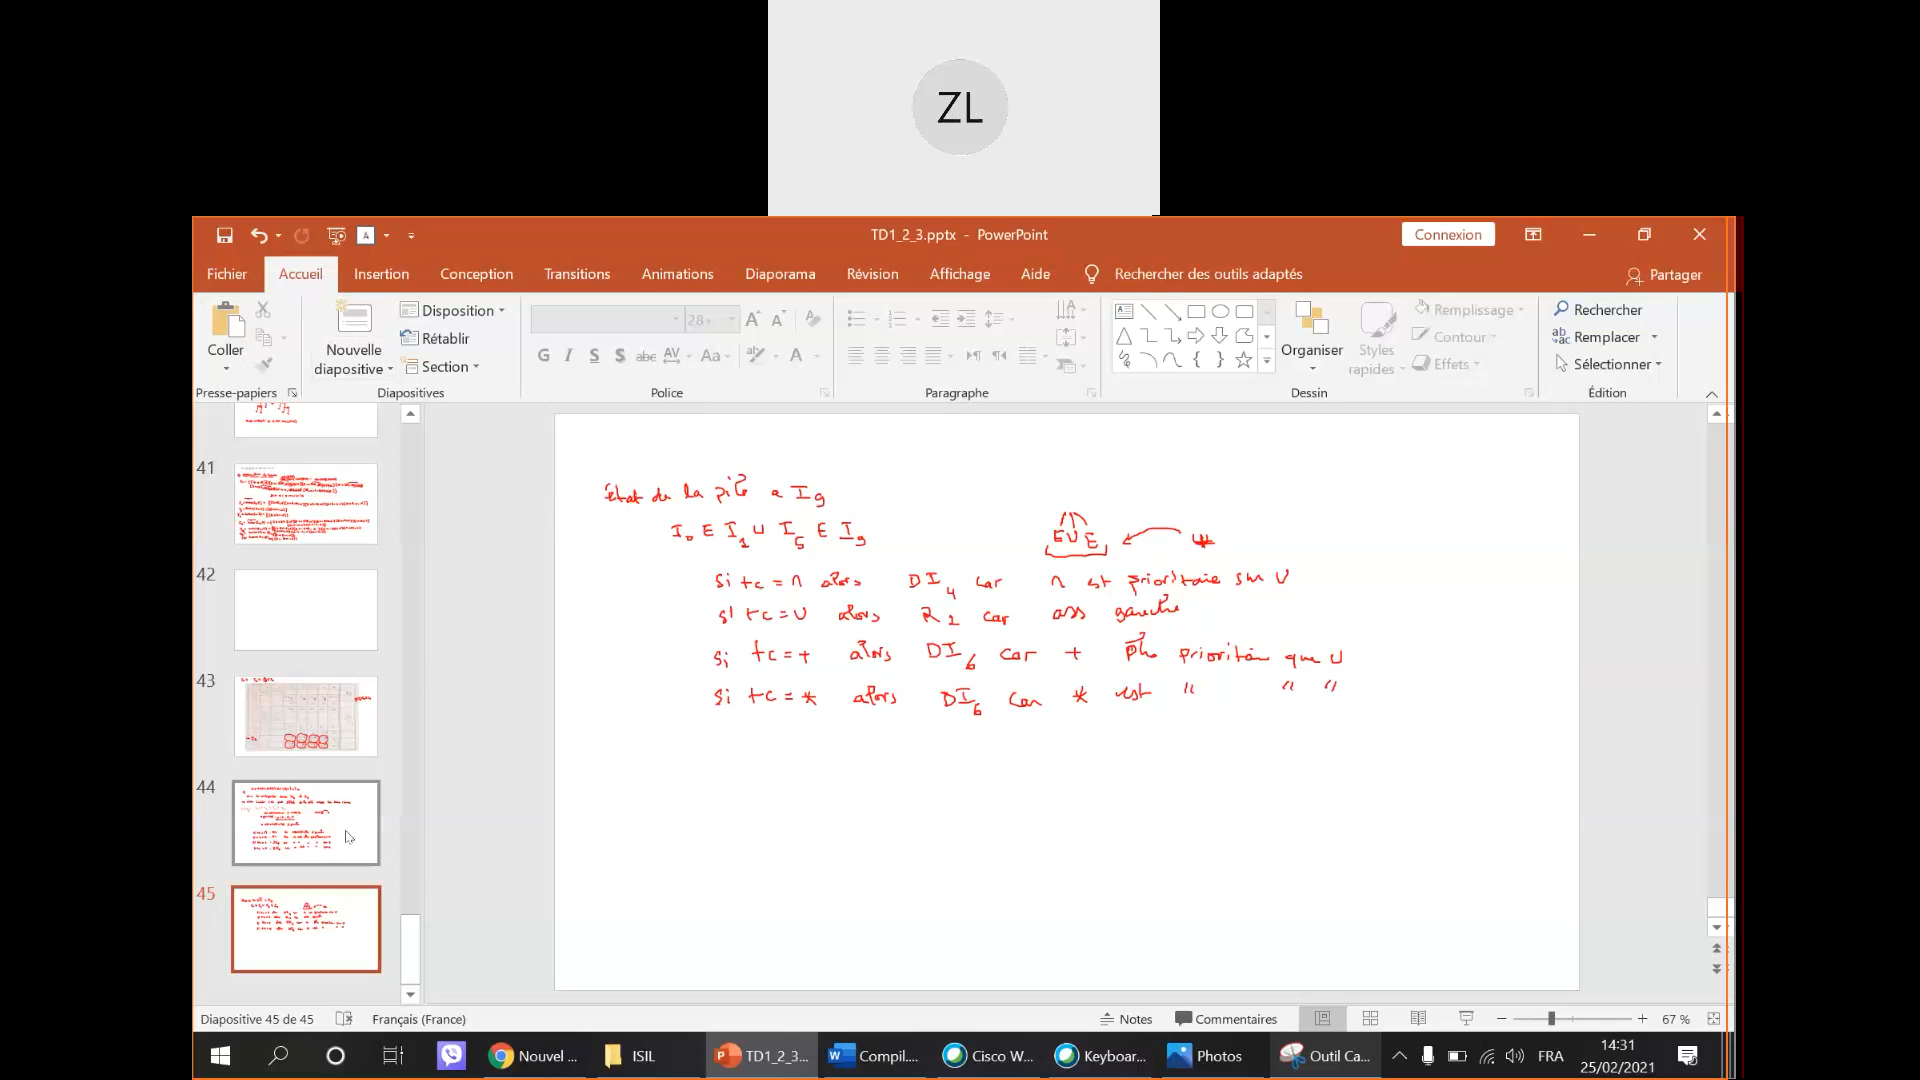 ZL
TD1_2_3.pptx - PowerPoint
Connexion
Fichier Accueil Insertion Conception Transitions Animations Diaporama Révision Affichage Aide Rechercher des outils adaptés Partager
Coller
Nouvelle diapositive
Disposition
Rétablir
Section
28+
G I S S abc AV Aa A
Organiser
Styles rapides
Remplissage
Contour
Effets
Rechercher
Remplacer
Sélectionner
Presse-papiers Diapositives Police Paragraphe Dessin Édition
41
42
43
44
45
état de la pile à I9
I0 E I1 U I5 E I9
E U E
Si tc = ∩ alors DI4 car ∩ est prioritaire sur U
Si tc = U alors R2 car ass gauche
Si tc = + alors DI6 car + plus prioritaire que U
Si tc = * alors DI6 car * est " " "
Diapositive 45 de 45 Français (France) Notes Commentaires 67 %
Nouvel ... ISIL TD1_2_3... Compil.... Cisco W... Keyboar... Photos Outil Ca... FRA 14:31
25/02/2021